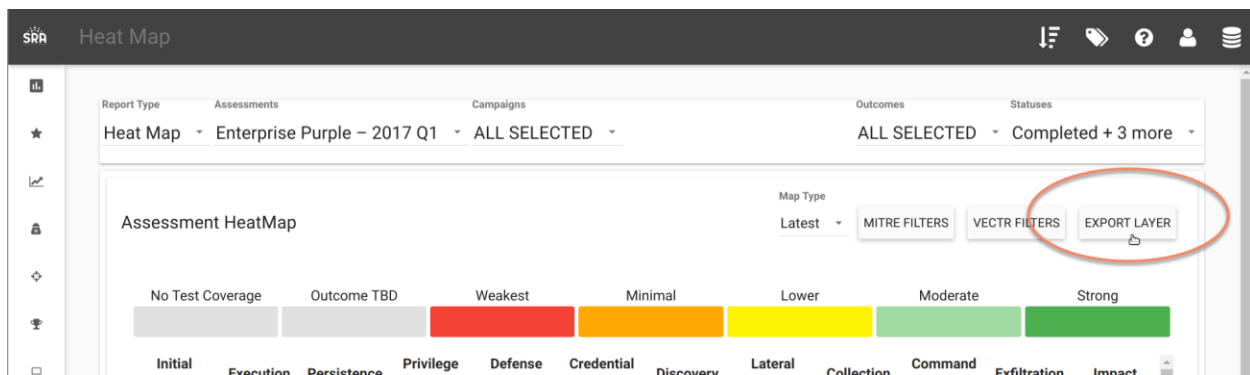 SRA Heat Map
Report Type Assessments Campaigns Outcomes Statuses
Heat Map Enterprise Purple – 2017 Q1 ALL SELECTED ALL SELECTED Completed + 3 more
Map Type
Assessment HeatMap Latest MITRE FILTERS VECTR FILTERS EXPORT LAYER
No Test Coverage Outcome TBD Weakest Minimal Lower Moderate Strong
Initial Privilege Defense Credential Lateral Command
Execution Persistence Discovery Collection Exfiltration Impact